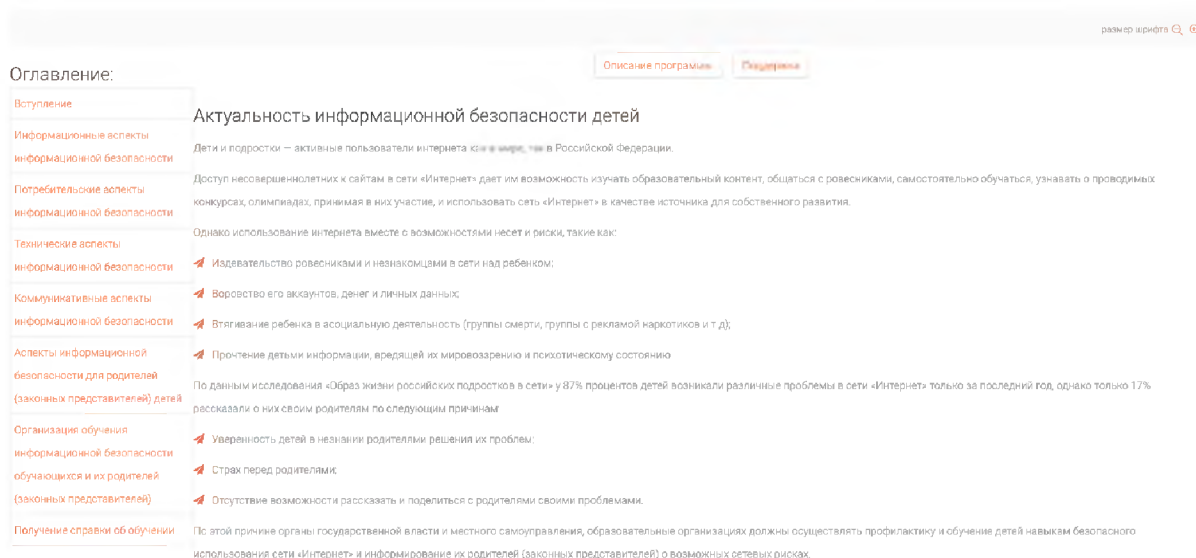 размер шрифта
Описание программы Поддержка
Оглавление:
Вступление
Информационные аспекты
информационной безопасности
Потребительские аспекты
информационной безопасности
Технические аспекты
информационной безопасности
Коммуникативные аспекты
информационной безопасности
Аспекты информационной
безопасности для родителей
(законных представителей) детей
Организация обучения
информационной безопасности
обучающихся и их родителей
(законных представителей)
Получение справки об обучении
Актуальность информационной безопасности детей
Дети и подростки — активные пользователи интернета как в мире, так в Российской Федерации.
Доступ несовершеннолетних к сайтам в сети «Интернет» дает им возможность изучать образовательный контент, общаться с ровесниками, самостоятельно обучаться, узнавать о проводимых
конкурсах, олимпиадах, принимая в них участие, и использовать сеть «Интернет» в качестве источника для собственного развития.
Однако использование интернета вместе с возможностями несет и риски, такие как:
Издевательство ровесниками и незнакомцами в сети над ребенком;
Воровство его аккаунтов, денег и личных данных;
Втягивание ребенка в асоциальную деятельность (группы смерти, группы с рекламой наркотиков и т.д);
Прочтение детьми информации, вредящей их мировоззрению и психотическому состоянию
По данным исследования «Образ жизни российских подростков в сети» у 87% процентов детей возникали различные проблемы в сети «Интернет» только за последний год, однако только 17%
рассказали о них своим родителям по следующим причинам:
Уверенность детей в незнании родителями решения их проблем;
Страх перед родителями;
Отсутствие возможности рассказать и поделиться с родителями своими проблемами.
По этой причине органы государственной власти и местного самоуправления, образовательные организациях должны осуществлять профилактику и обучение детей навыкам безопасного
использования сети «Интернет» и информирование их родителей (законных представителей) о возможных сетевых рисках.